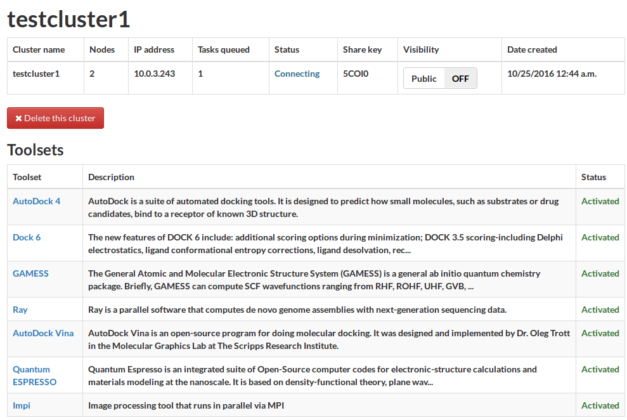 testcluster1
Cluster name Nodes IP address Tasks queued Status Share key Visibility Date created
testcluster1 2 10.0.3.243 1 Connecting 5COI0 Public OFF 10/25/2016 12:44 a.m.
✖ Delete this cluster
Toolsets
Toolset Description Status
AutoDock 4 AutoDock is a suite of automated docking tools. It is designed to predict how small molecules, such as substrates or drug Activated
candidates, bind to a receptor of known 3D structure.
Dock 6 The new features of DOCK 6 include: additional scoring options during minimization; DOCK 3.5 scoring-including Delphi Activated
electrostatics, ligand conformational entropy corrections, ligand desolvation, rec...
GAMESS The General Atomic and Molecular Electronic Structure System (GAMESS) is a general ab initio quantum chemistry Activated
package. Briefly, GAMESS can compute SCF wavefunctions ranging from RHF, ROHF, UHF, GVB, ...
Ray Ray is a parallel software that computes de novo genome assemblies with next-generation sequencing data. Activated
AutoDock Vina AutoDock Vina is an open-source program for doing molecular docking. It was designed and implemented by Dr. Oleg Trott Activated
in the Molecular Graphics Lab at The Scripps Research Institute.
Quantum Quantum Espresso is an integrated suite of Open-Source computer codes for electronic-structure calculations and Activated
ESPRESSO materials modeling at the nanoscale. It is based on density-functional theory, plane wav...
Impi Image processing tool that runs in parallel via MPI Activated